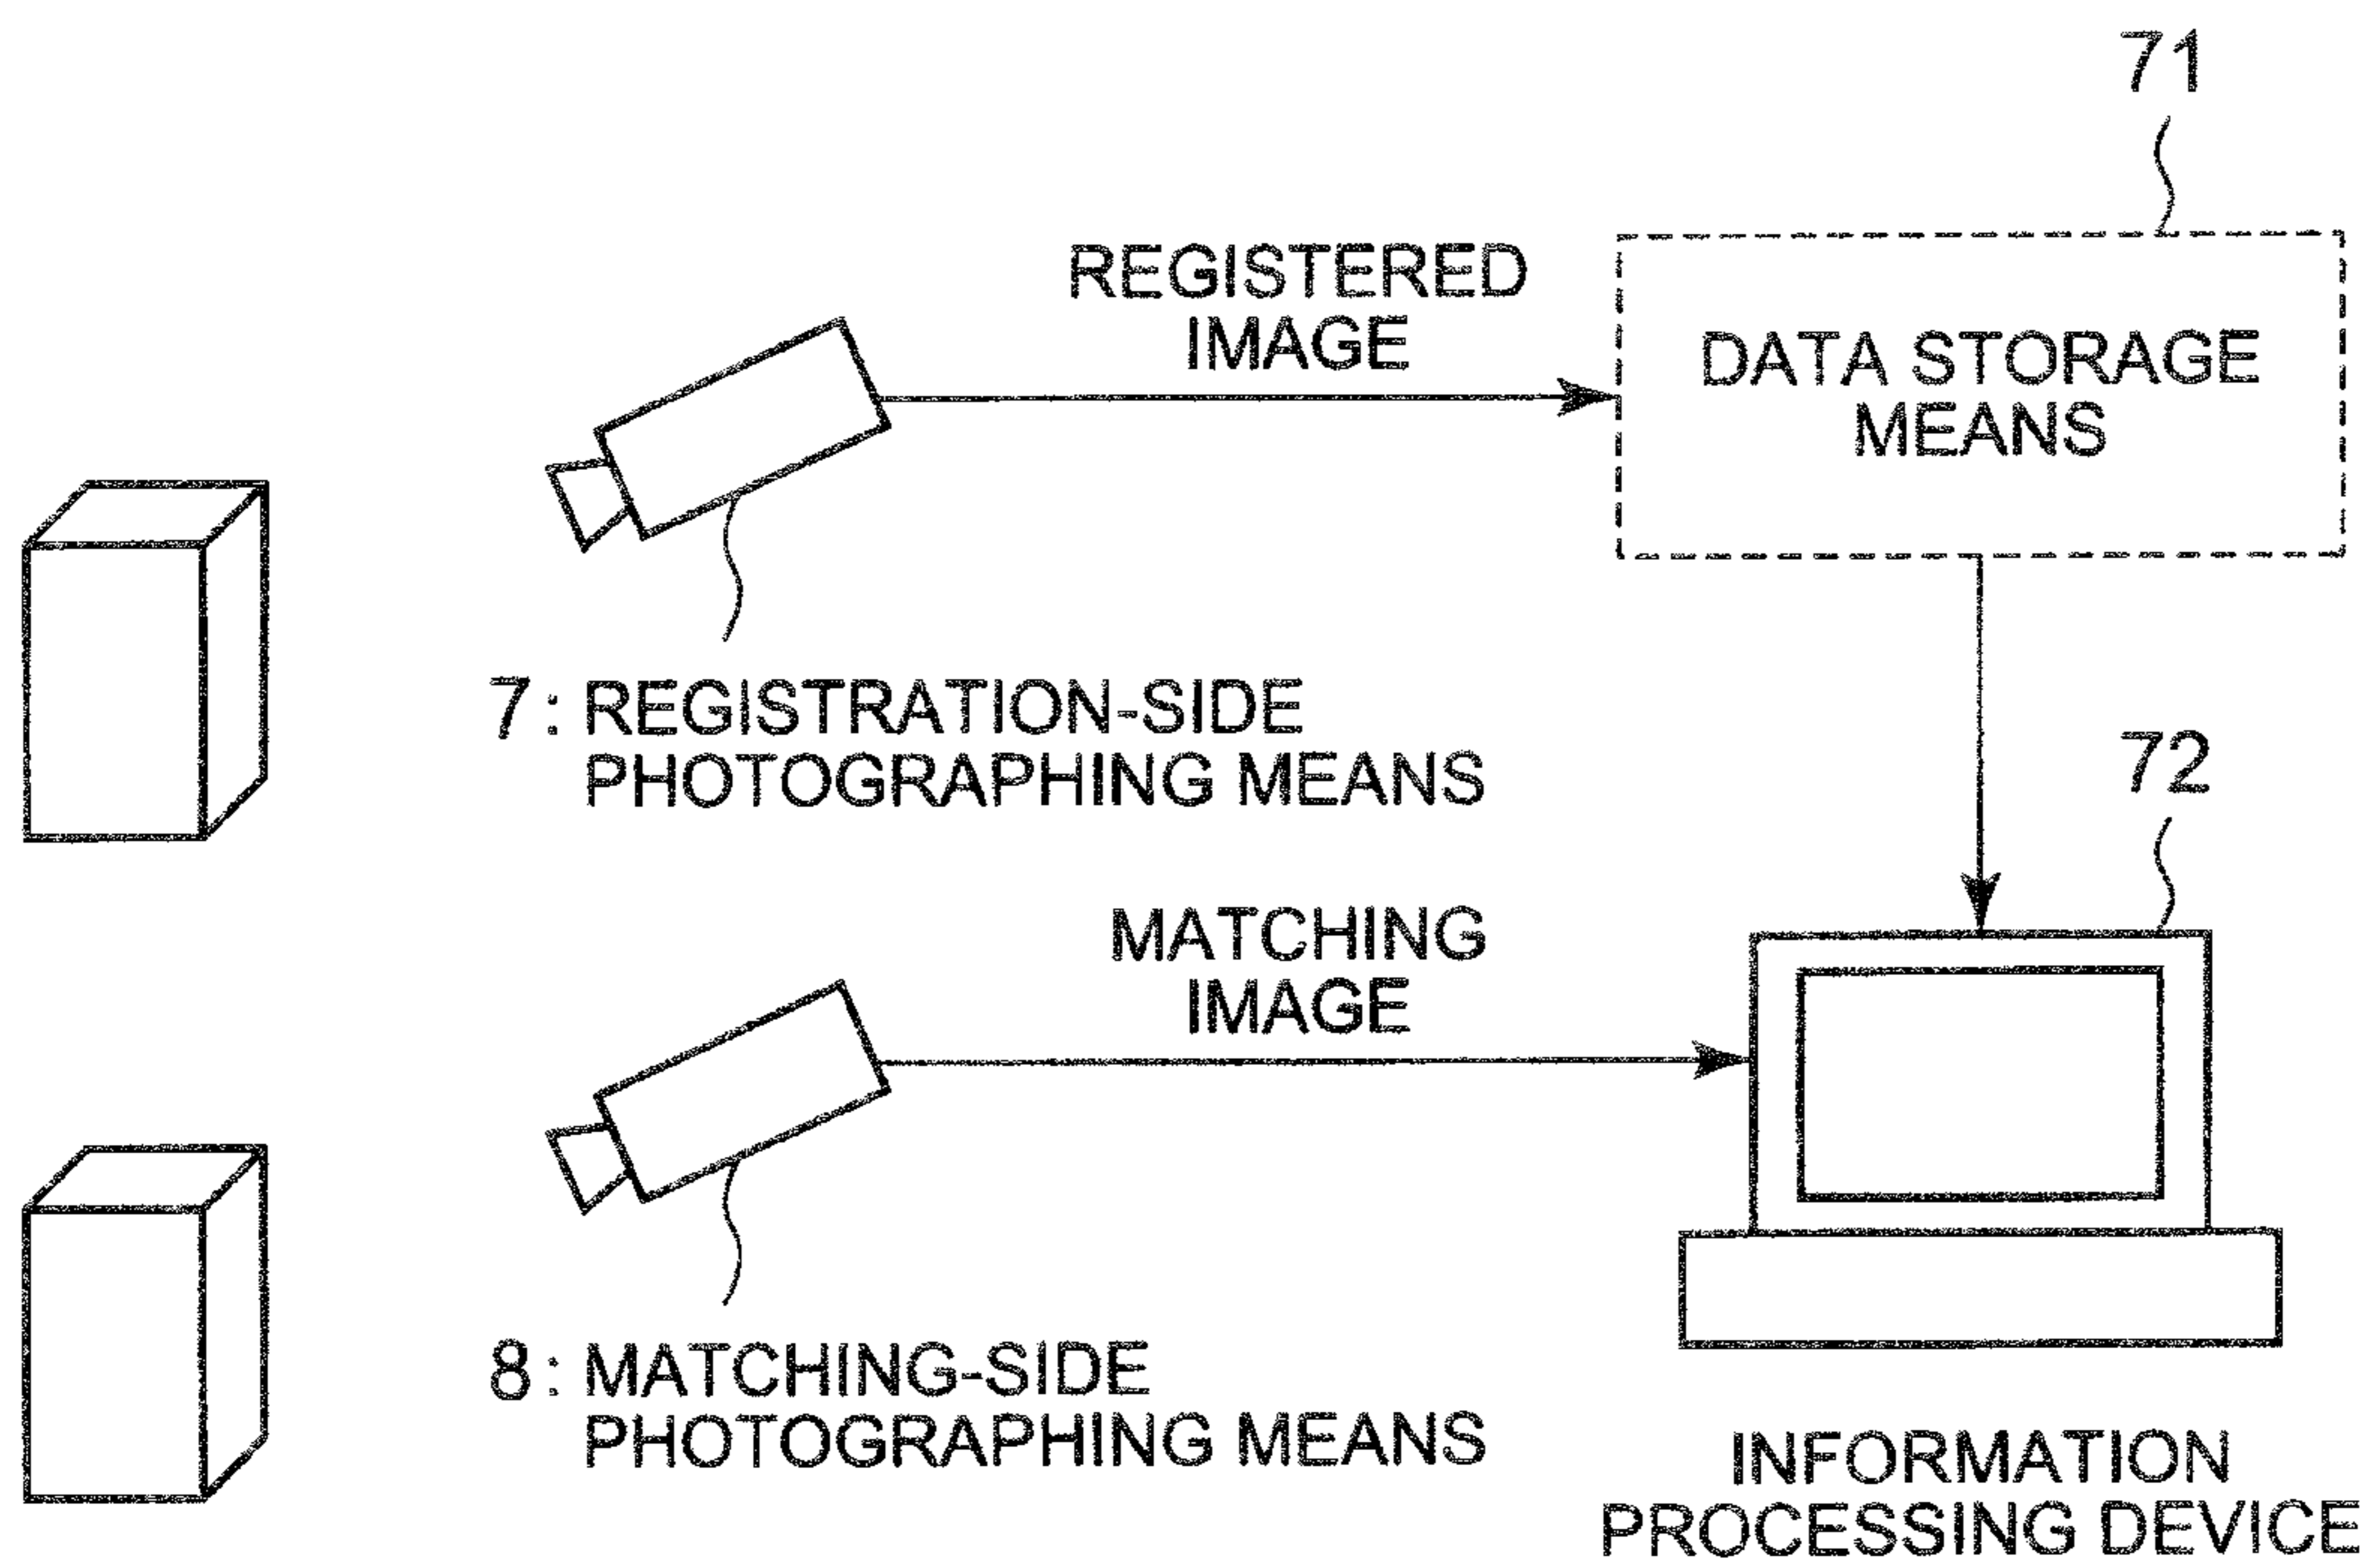 71
REGISTERED
IMAGE
DATA STORAGE
MEANS
7 : REGISTRATION-SIDE
PHOTOGRAPHING MEANS
72
MATCHING
IMAGE
8 : MATCHING-SIDE
PHOTOGRAPHING MEANS
INFORMATION
PROCESSING DEVICE